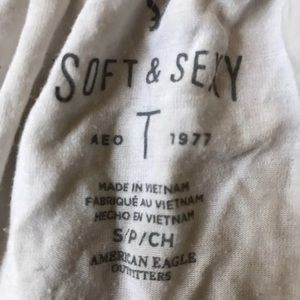 SOFT & SEXY
AEO T 1977
MADE IN VIETNAM
FABRIQUÉ AU VIETNAM
HECHO EN VIETNAM
S/P/CH
AMERICAN EAGLE
OUTFITTERS